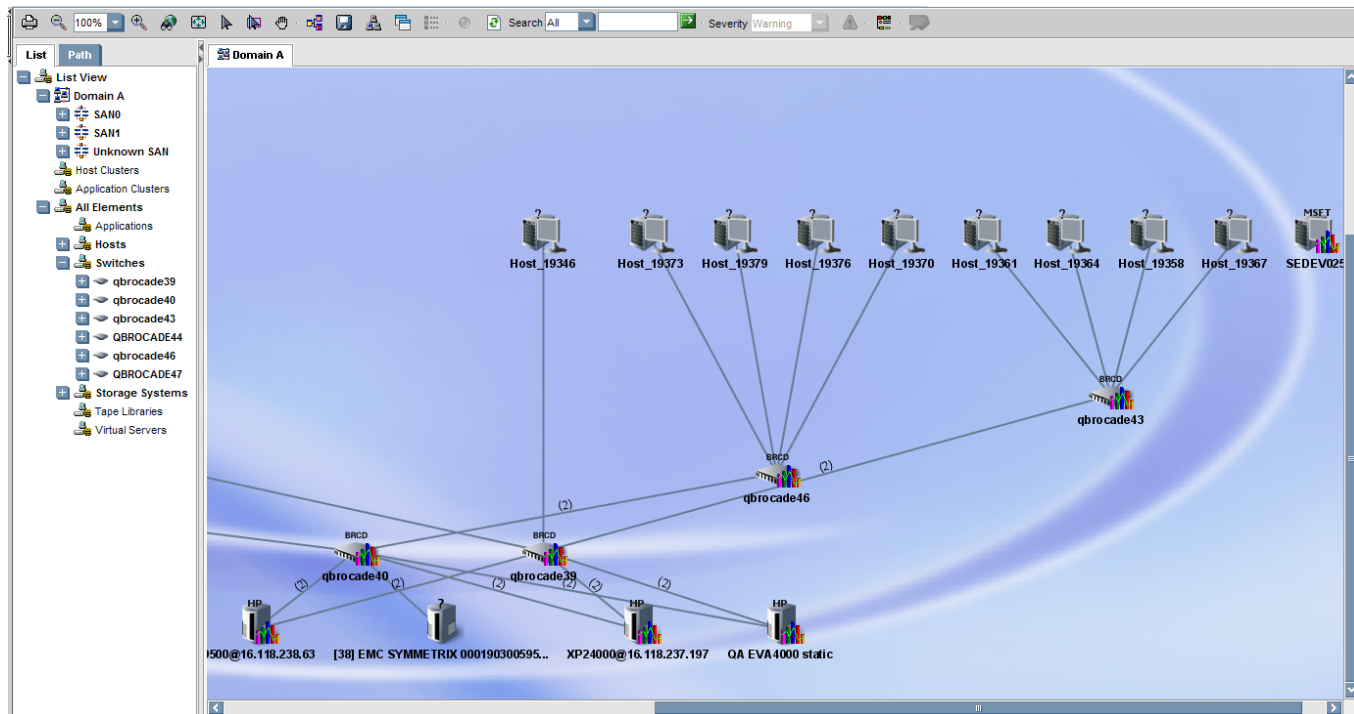 100%
Search All
Severity Warning
List
Path
Domain A
List View
Domain A
SAN0
SAN1
Unknown SAN
Host Clusters
Application Clusters
All Elements
Applications
Hosts
Switches
qbrocade39
qbrocade40
qbrocade43
QBROCADE44
qbrocade46
QBROCADE47
Storage Systems
Tape Libraries
Virtual Servers
? ? ? ? ? ? ? ? ? MSFT
Host_19346 Host_19373 Host_19379 Host_19376 Host_19370 Host_19361 Host_19364 Host_19358 Host_19367 SEDEV025
BRCD
qbrocade43
BRCD
(2)
qbrocade46
(2)
BRCD BRCD
qbrocade40 qbrocade39
(2) (2) (2) (2) (2) (2)
HP ? HP HP
0500@16.118.238.63 [38] EMC SYMMETRIX 000190300595... XP24000@16.118.237.197 QA EVA4000 static